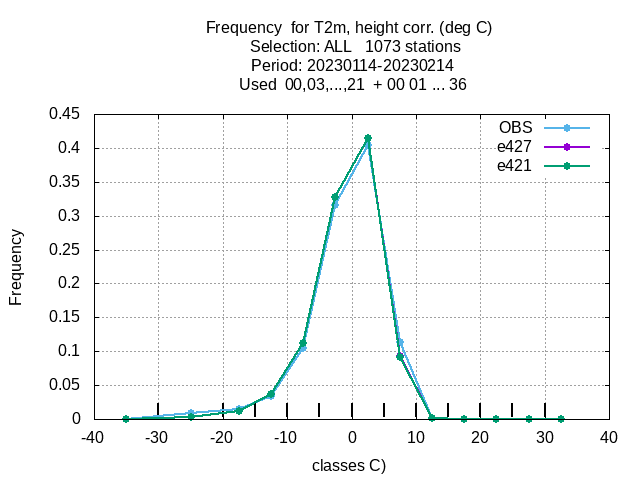 Frequency  for T2m, height corr. (deg C)
Selection: ALL   1073 stations
Period: 20230114-20230214
Used  00,03,...,21  + 00 01 ... 36
OBS
e427
e421
0.45
0.4
0.35
0.3
0.25
0.2
0.15
0.1
0.05
0
Frequency
-40 -30 -20 -10 0 10 20 30 40
classes C)